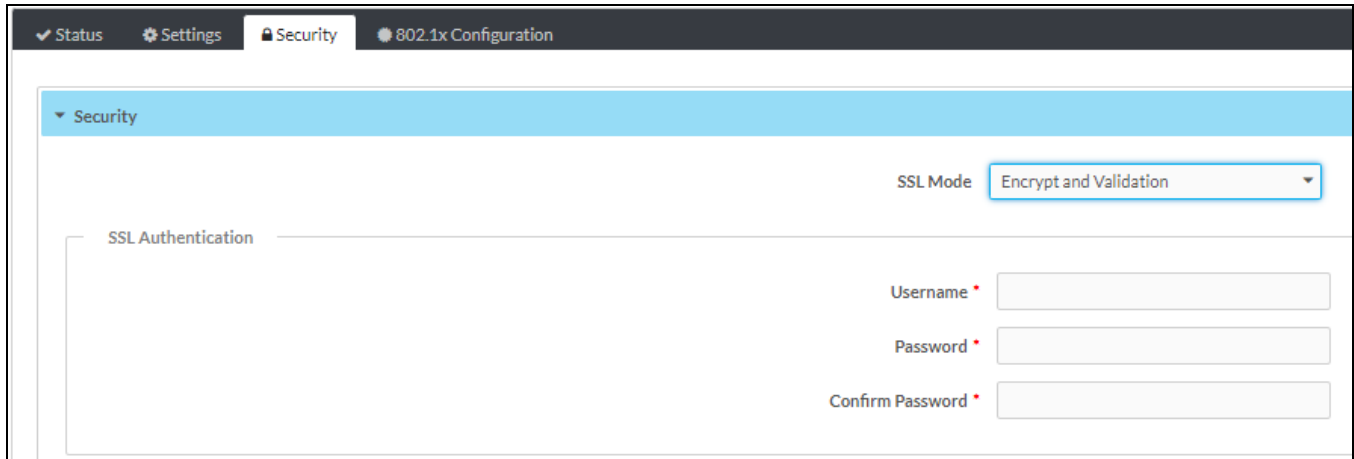 Status Settings Security 802.1x Configuration
Security
SSL Mode Encrypt and Validation
SSL Authentication
Username *
Password *
Confirm Password *